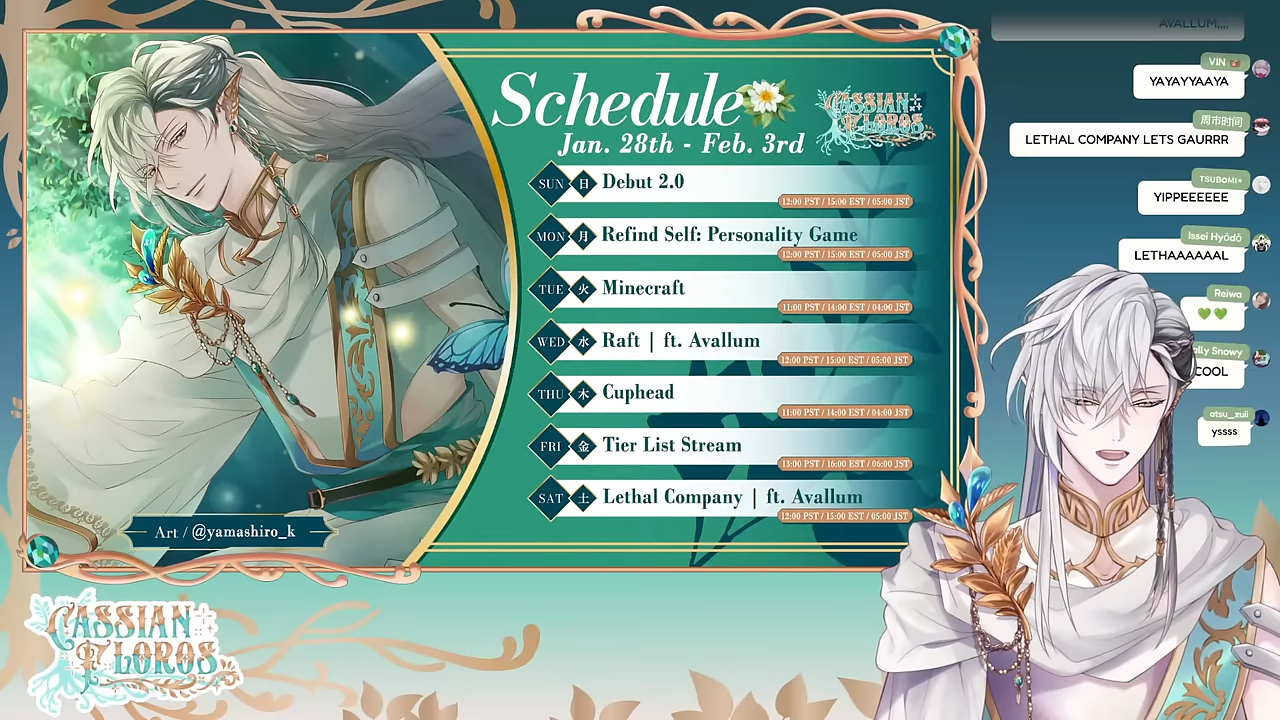 Schedule
CASSIAN FLOROS
Jan. 28th - Feb. 3rd
SUN 日 Debut 2.0
12:00 PST / 15:00 EST / 05:00 JST
MON 月 Refind Self: Personality Game
12:00 PST / 15:00 EST / 05:00 JST
TUE 火 Minecraft
11:00 PST / 14:00 EST / 04:00 JST
WED 水 Raft | ft. Avallum
12:00 PST / 15:00 EST / 05:00 JST
THU 木 Cuphead
11:00 PST / 14:00 EST / 04:00 JST
FRI 金 Tier List Stream
13:00 PST / 16:00 EST / 06:00 JST
SAT 土 Lethal Company | ft. Avallum
12:00 PST / 15:00 EST / 05:00 JST
Art / @yamashiro_k
CASSIAN
FLOROS
AVALLUM,,,,
VIN
YAYAYYAAYA
周市时间
LETHAL COMPANY LETS GAURRR
TSUBAMI★
YIPPEEEEEE
Issei Hyōdō
LETHAAAAAAL
Reiwa
💚💚
ally Snowy
COOL
atsu_zuii
yssss